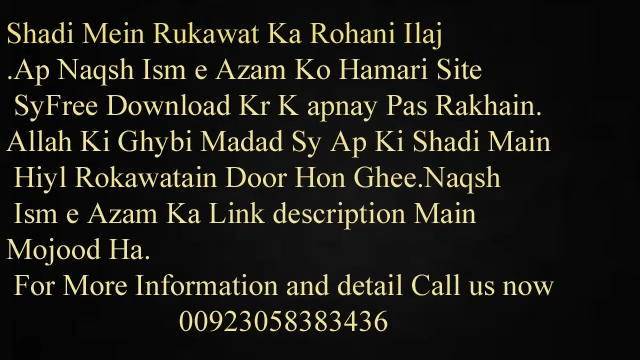 Shadi Mein Rukawat Ka Rohani Ilaj
.Ap Naqsh Ism e Azam Ko Hamari Site
SyFree Download Kr K apnay Pas Rakhain.
Allah Ki Ghybi Madad Sy Ap Ki Shadi Main
Hiyl Rokawatain Door Hon Ghee.Naqsh
Ism e Azam Ka Link description Main
Mojood Ha.
For More Information and detail Call us now
00923058383436